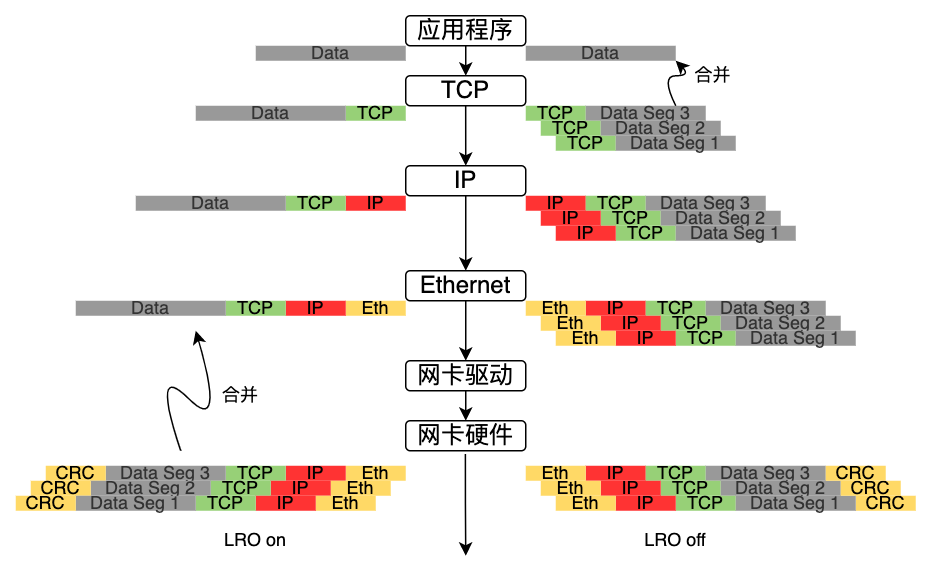 应用程序
Data
Data
合并
TCP
Data TCP
TCP Data Seg 3
TCP Data Seg 2
TCP Data Seg 1
IP
Data TCP IP
IP TCP Data Seg 3
IP TCP Data Seg 2
IP TCP Data Seg 1
Ethernet
Data TCP IP Eth
Eth IP TCP Data Seg 3
Eth IP TCP Data Seg 2
Eth IP TCP Data Seg 1
网卡驱动
合并
网卡硬件
CRC Data Seg 3 TCP IP Eth
CRC Data Seg 2 TCP IP Eth
CRC Data Seg 1 TCP IP Eth
Eth IP TCP Data Seg 3 CRC
Eth IP TCP Data Seg 2 CRC
Eth IP TCP Data Seg 1 CRC
LRO on
LRO off